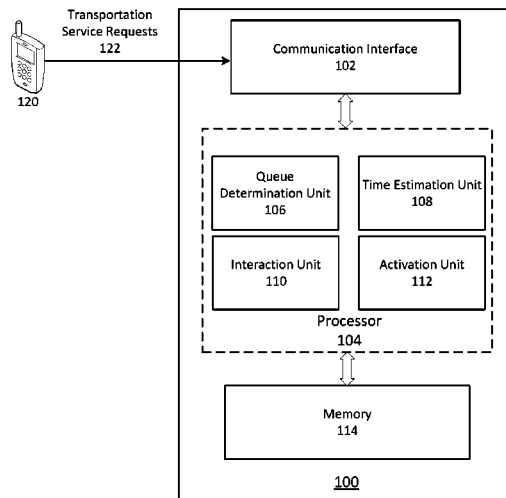 Transportation
Service Requests
122
120
Communication Interface
102
Queue
Determination Unit
106
Time Estimation Unit
108
Interaction Unit
110
Activation Unit
112
Processor
104
Memory
114
100